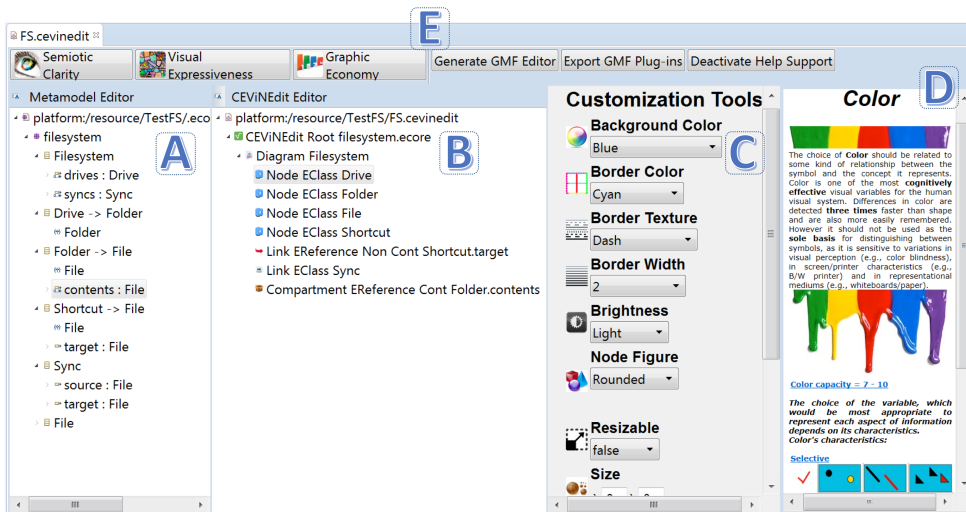 E
FS.cevinedit
Semiotic Clarity
Visual Expressiveness
Graphic Economy
Generate GMF Editor
Export GMF Plug-ins
Deactivate Help Support
Metamodel Editor
platform:/resource/TestFS/.eco
filesystem
Filesystem
drives : Drive
syncs : Sync
Drive -> Folder
Folder
Folder -> File
File
contents : File
Shortcut -> File
File
target : File
Sync
source : File
target : File
File
A
CEViNEdit Editor
platform:/resource/TestFS/FS.cevinedit
CEViNEdit Root filesystem.ecore
Diagram Filesystem
Node EClass Drive
Node EClass Folder
Node EClass File
Node EClass Shortcut
Link EReference Non Cont Shortcut.target
Link EClass Sync
Compartment EReference Cont Folder.contents
B
Customization Tools
Background Color
Blue
Border Color
Cyan
Border Texture
Dash
Border Width
2
Brightness
Light
Node Figure
Rounded
Resizable
false
Size
C
Color
D
The choice of Color should be related to
some kind of relationship between the
symbol and the concept it represents.
Color is one of the most cognitively
effective visual variables for the human
visual system. Differences in color are
detected three times faster than shape
and are also more easily remembered.
However it should not be used as the
sole basis for distinguishing between
symbols, as it is sensitive to variations in
visual perception (e.g., color blindness),
in screen/printer characteristics (e.g.,
B/W printer) and in representational
mediums (e.g., whiteboards/paper).
Color capacity = 7 - 10
The choice of the variable, which
would be most appropriate to
represent each aspect of information
depends on its characteristics.
Color's characteristics:
Selective